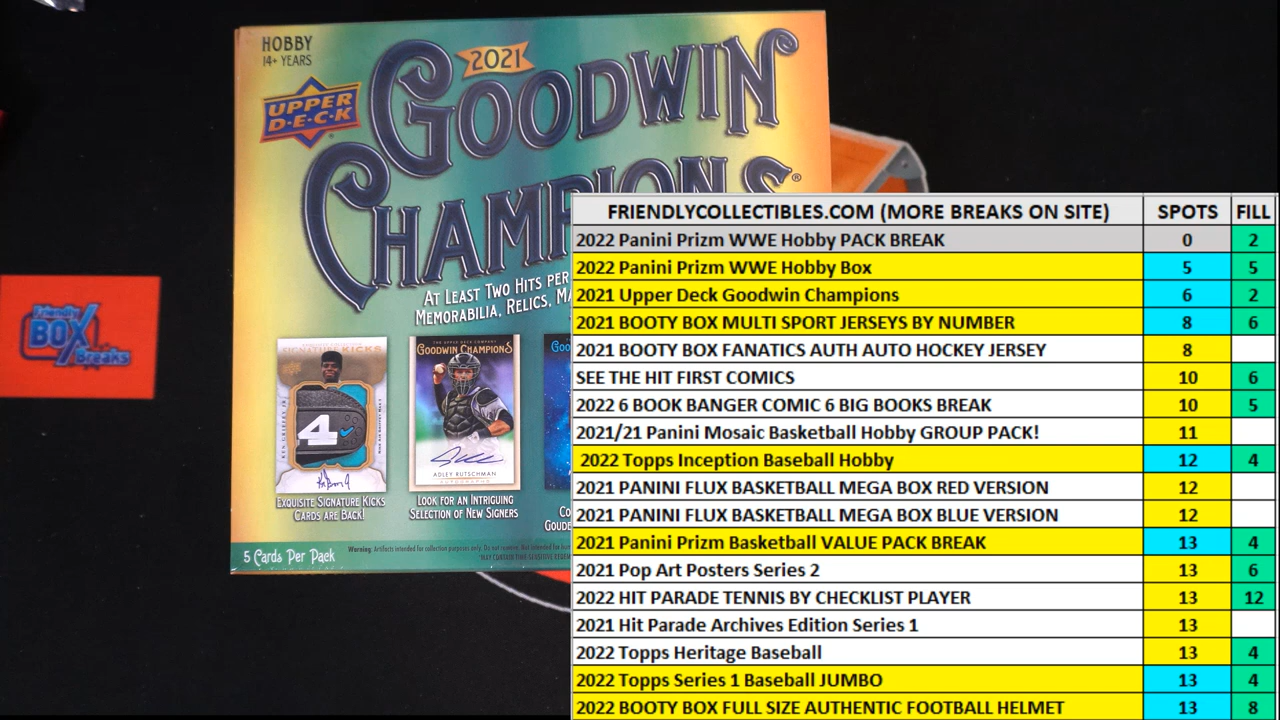 HOBBY
14+ YEARS
2021
UPPER
D·E·C·K
GOODWIN
CHAMPIONS®
AT LEAST TWO HITS PER
MEMORABILIA, RELICS,
SIGNATURE KICKS
KEN GRIFFEY JR
4
GOODWIN CHAMPIONS
ADLEY RUTSCHMAN
AUTOGRAPHS
EXQUISITE SIGNATURE KICKS
CARDS ARE BACK!
LOOK FOR AN INTRIGUING
SELECTION OF NEW SIGNERS
5 Cards Per Pack
Friendly
BOX
Breaks
FRIENDLYCOLLECTIBLES.COM (MORE BREAKS ON SITE) SPOTS FILL
2022 Panini Prizm WWE Hobby PACK BREAK 0 2
2022 Panini Prizm WWE Hobby Box 5 5
2021 Upper Deck Goodwin Champions 6 2
2021 BOOTY BOX MULTI SPORT JERSEYS BY NUMBER 8 6
2021 BOOTY BOX FANATICS AUTH AUTO HOCKEY JERSEY 8
SEE THE HIT FIRST COMICS 10 6
2022 6 BOOK BANGER COMIC 6 BIG BOOKS BREAK 10 5
2021/21 Panini Mosaic Basketball Hobby GROUP PACK! 11
2022 Topps Inception Baseball Hobby 12 4
2021 PANINI FLUX BASKETBALL MEGA BOX RED VERSION 12
2021 PANINI FLUX BASKETBALL MEGA BOX BLUE VERSION 12
2021 Panini Prizm Basketball VALUE PACK BREAK 13 4
2021 Pop Art Posters Series 2 13 6
2022 HIT PARADE TENNIS BY CHECKLIST PLAYER 13 12
2021 Hit Parade Archives Edition Series 1 13
2022 Topps Heritage Baseball 13 4
2022 Topps Series 1 Baseball JUMBO 13 4
2022 BOOTY BOX FULL SIZE AUTHENTIC FOOTBALL HELMET 13 8